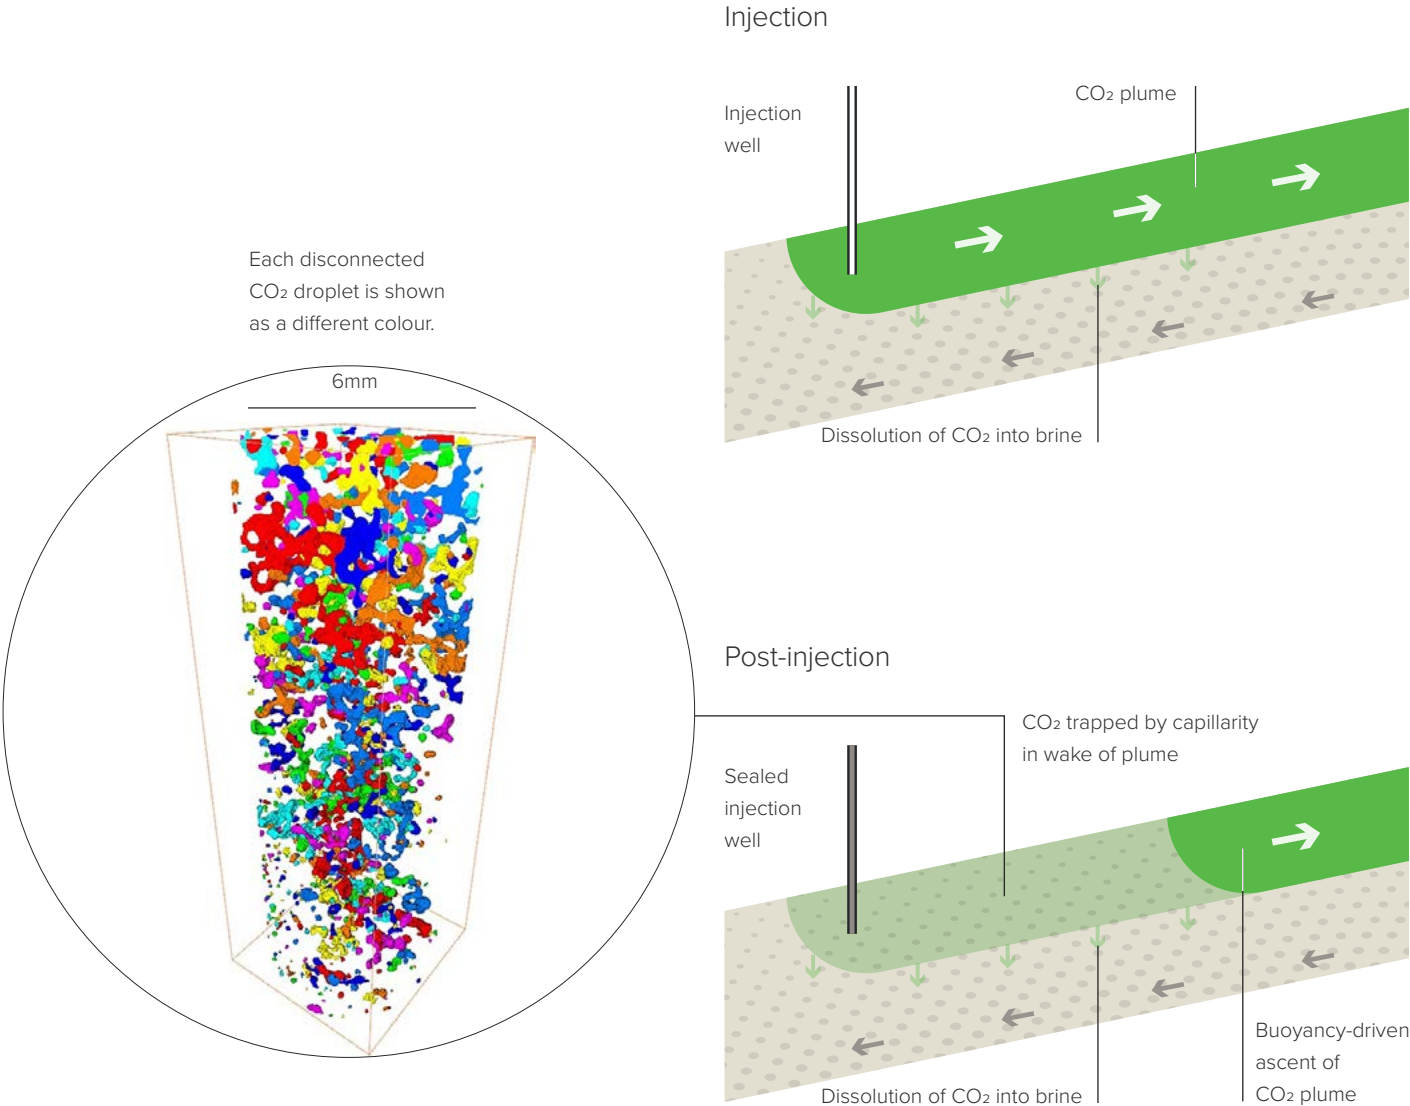 Injection
Injection
well
CO₂ plume
Dissolution of CO₂ into brine
Each disconnected
CO₂ droplet is shown
as a different colour.
6mm
Post-injection
CO₂ trapped by capillarity
in wake of plume
Sealed
injection
well
Dissolution of CO₂ into brine
Buoyancy-driven
ascent of
CO₂ plume